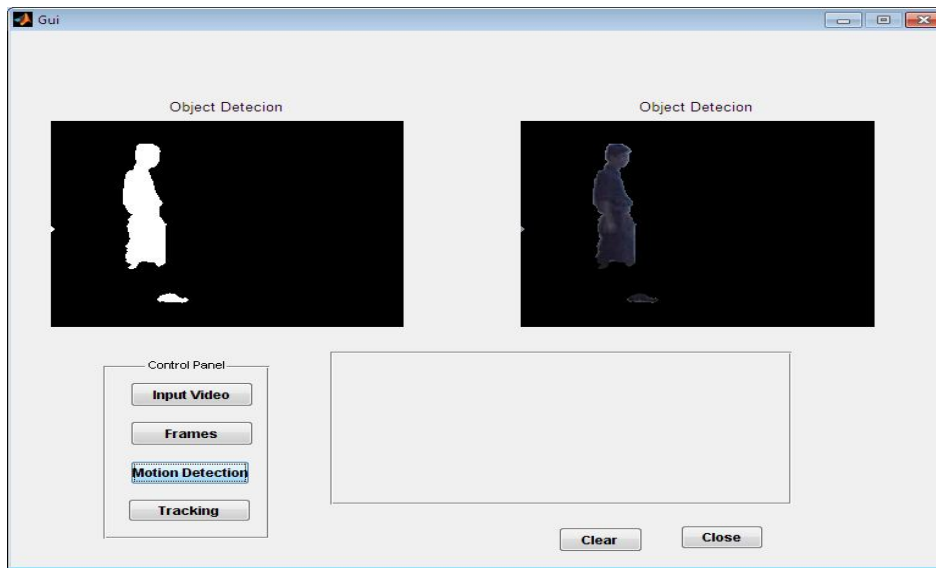 Gui
Object Detecion
Object Detecion
Control Panel
Input Video
Frames
Motion Detection
Tracking
Clear
Close